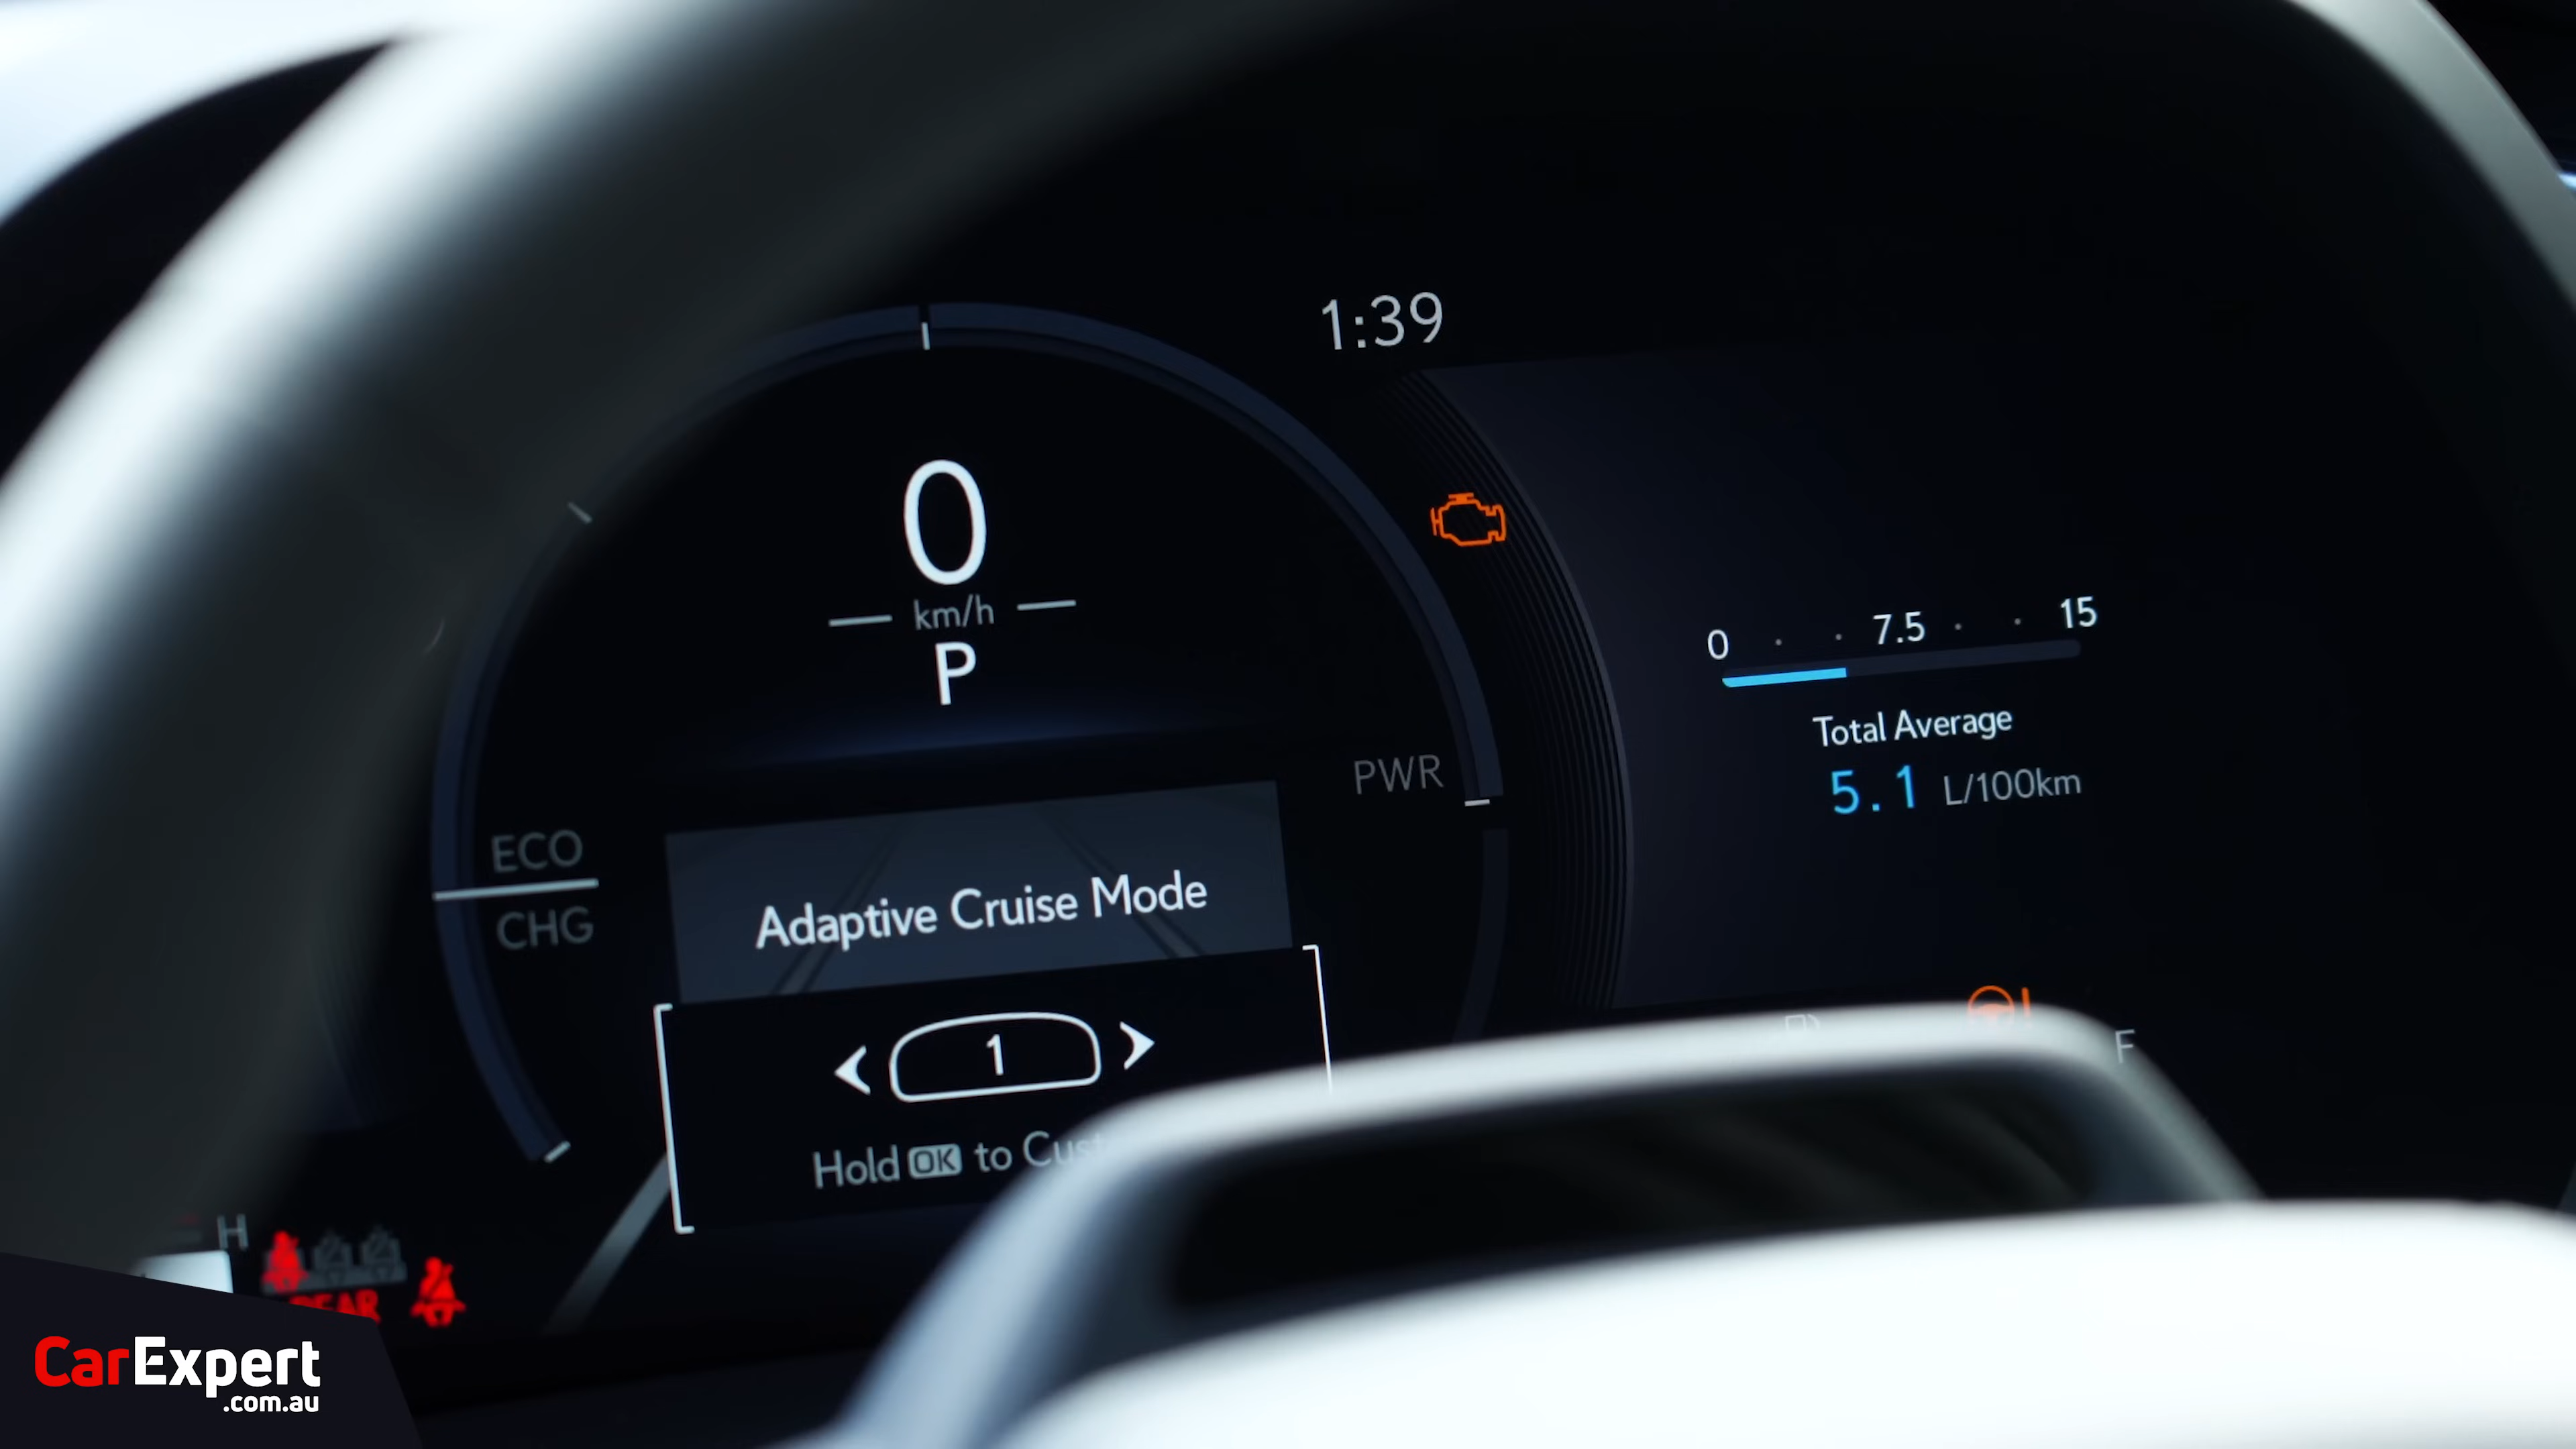 1:39
0
km/h
P
0 7.5 15
Total Average
5.1 L/100km
PWR
ECO
CHG
Adaptive Cruise Mode
1
Hold OK to
F
H
REAR
CarExpert
.com.au